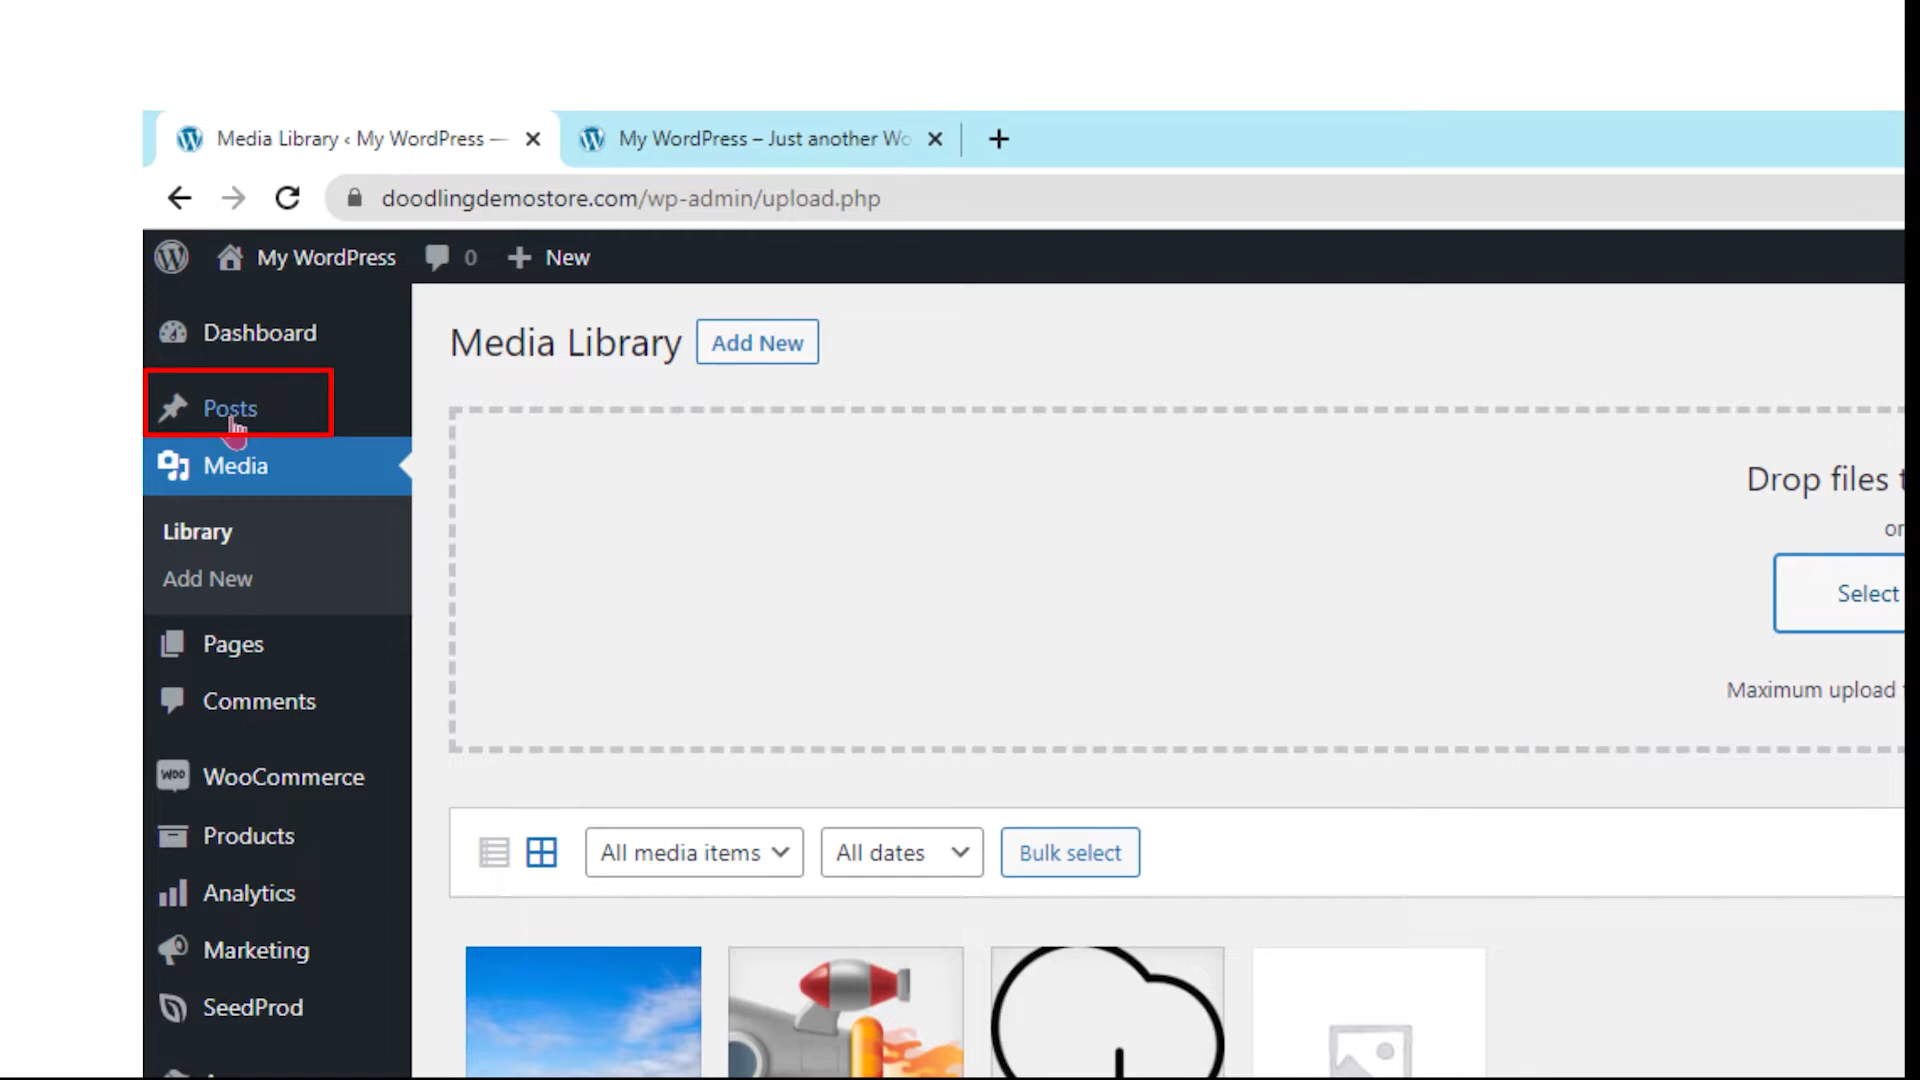 Media Library ‹ My WordPress —
My WordPress – Just another Wo
doodlingdemostore.com/wp-admin/upload.php
My WordPress 0 New
Dashboard
Posts
Media
Library
Add New
Pages
Comments
WooCommerce
Products
Analytics
Marketing
SeedProd
Media Library Add New
Drop files
or
Select
Maximum upload
All media items All dates Bulk select